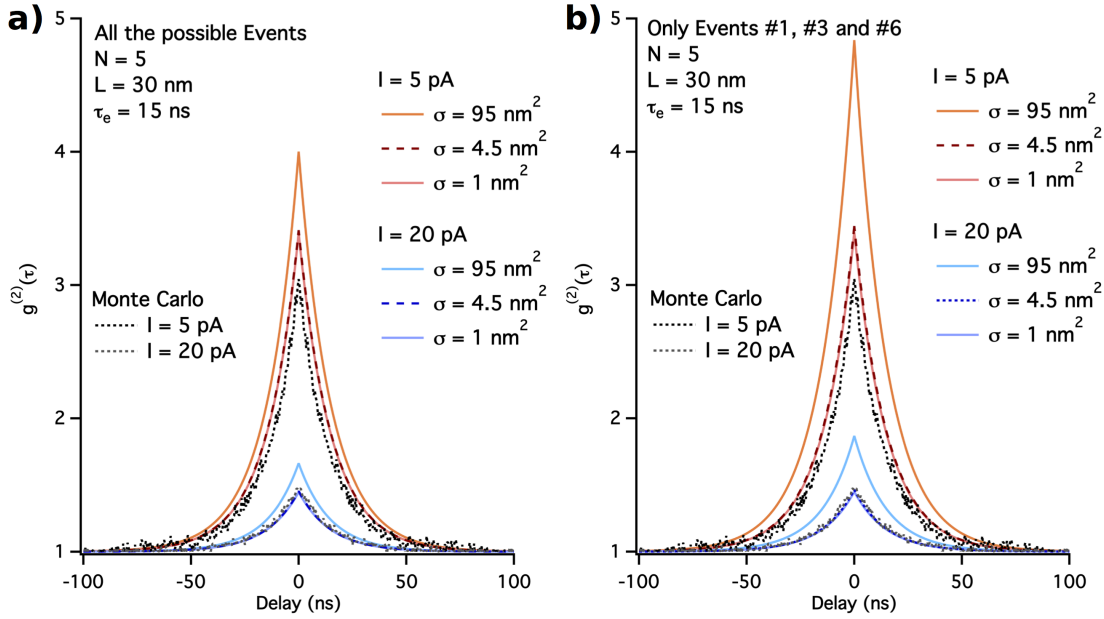 a)
All the possible Events
N = 5
L = 30 nm
τe = 15 ns
I = 5 pA
σ = 95 nm²
σ = 4.5 nm²
σ = 1 nm²
I = 20 pA
σ = 95 nm²
σ = 4.5 nm²
σ = 1 nm²
Monte Carlo
I = 5 pA
I = 20 pA
g⁽²⁾(τ)
5
4
3
2
1
-100
-50
0
50
100
Delay (ns)
b)
Only Events #1, #3 and #6
N = 5
L = 30 nm
τe = 15 ns
I = 5 pA
σ = 95 nm²
σ = 4.5 nm²
σ = 1 nm²
I = 20 pA
σ = 95 nm²
σ = 4.5 nm²
σ = 1 nm²
Monte Carlo
I = 5 pA
I = 20 pA
g⁽²⁾(τ)
5
4
3
2
1
-100
-50
0
50
100
Delay (ns)